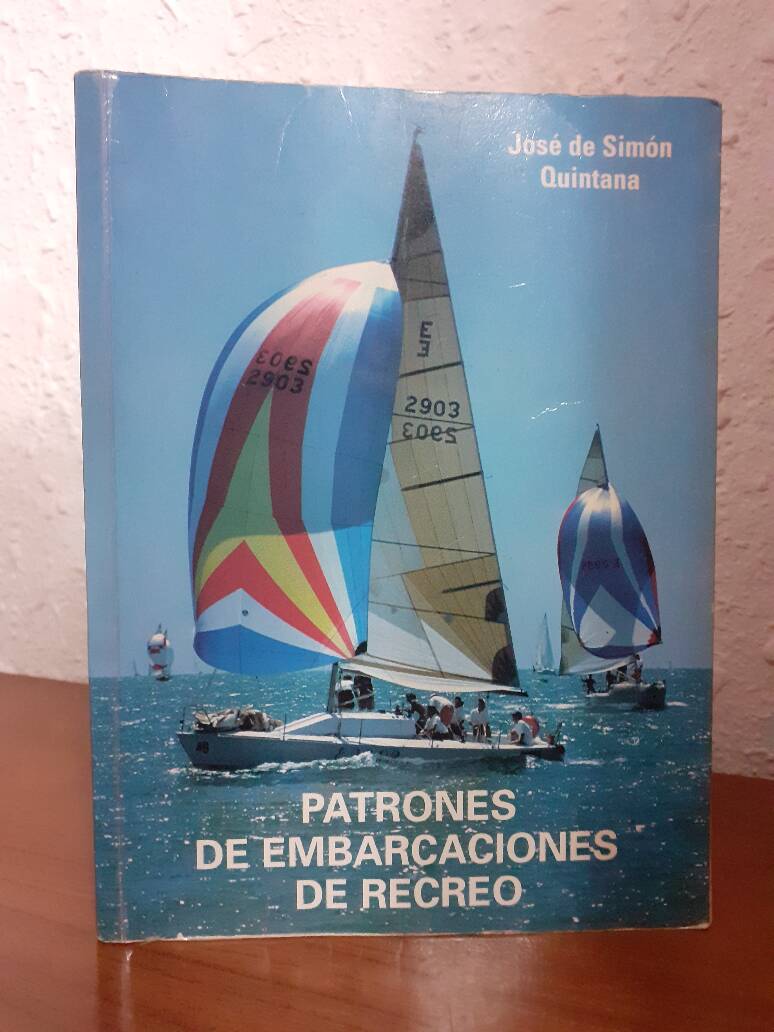 José de Simón
Quintana
E
E
2903
2903
2903
2903
PATRONES
DE EMBARCACIONES
DE RECREO